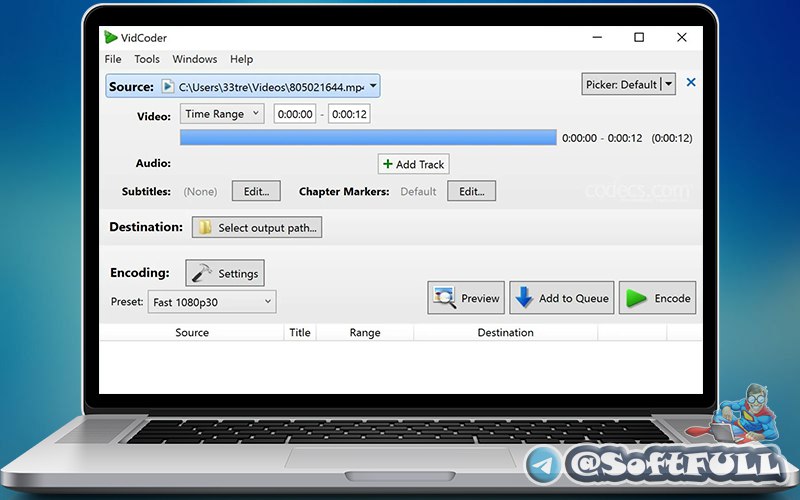 VidCoder
File Tools Windows Help
Source: C:\Users\33tre\Videos\805021644.mp4 Picker: Default
Video: Time Range 0:00:00 - 0:00:12
0:00:00 - 0:00:12 (0:00:12)
Audio: Add Track
Subtitles: (None) Edit... Chapter Markers: Default Edit...
codecs.com
Destination: Select output path...
Encoding: Settings
Preset: Fast 1080p30 Preview Add to Queue Encode
Source Title Range Destination
@SoftFULL